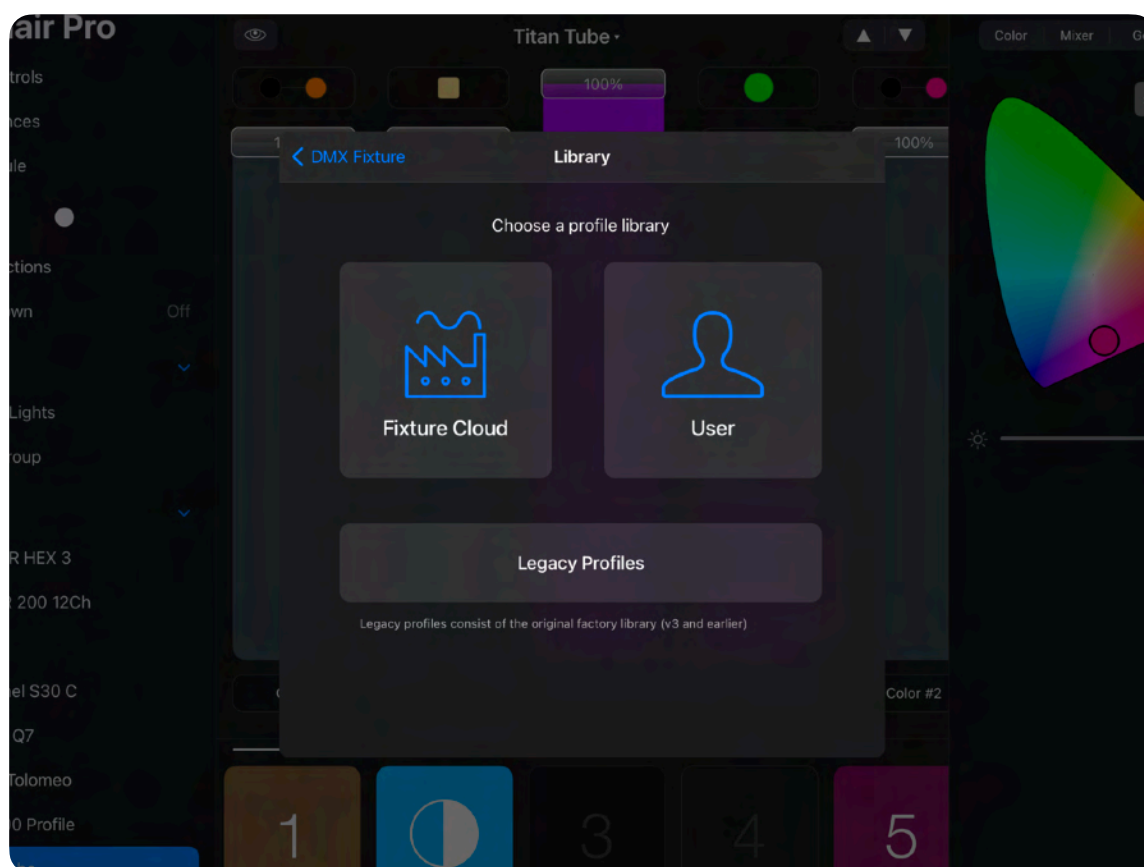 air Pro
trols
nces
le
ctions
wn Off
Lights
roup
R HEX 3
200 12Ch
el S30 C
Q7
Tolomeo
0 Profile
Titan Tube
▲ ▼
100%
100%
DMX Fixture
Library
Choose a profile library
Fixture Cloud
User
Legacy Profiles
Legacy profiles consist of the original factory library (v3 and earlier)
Color #2
1
3
4
5
Color Mixer